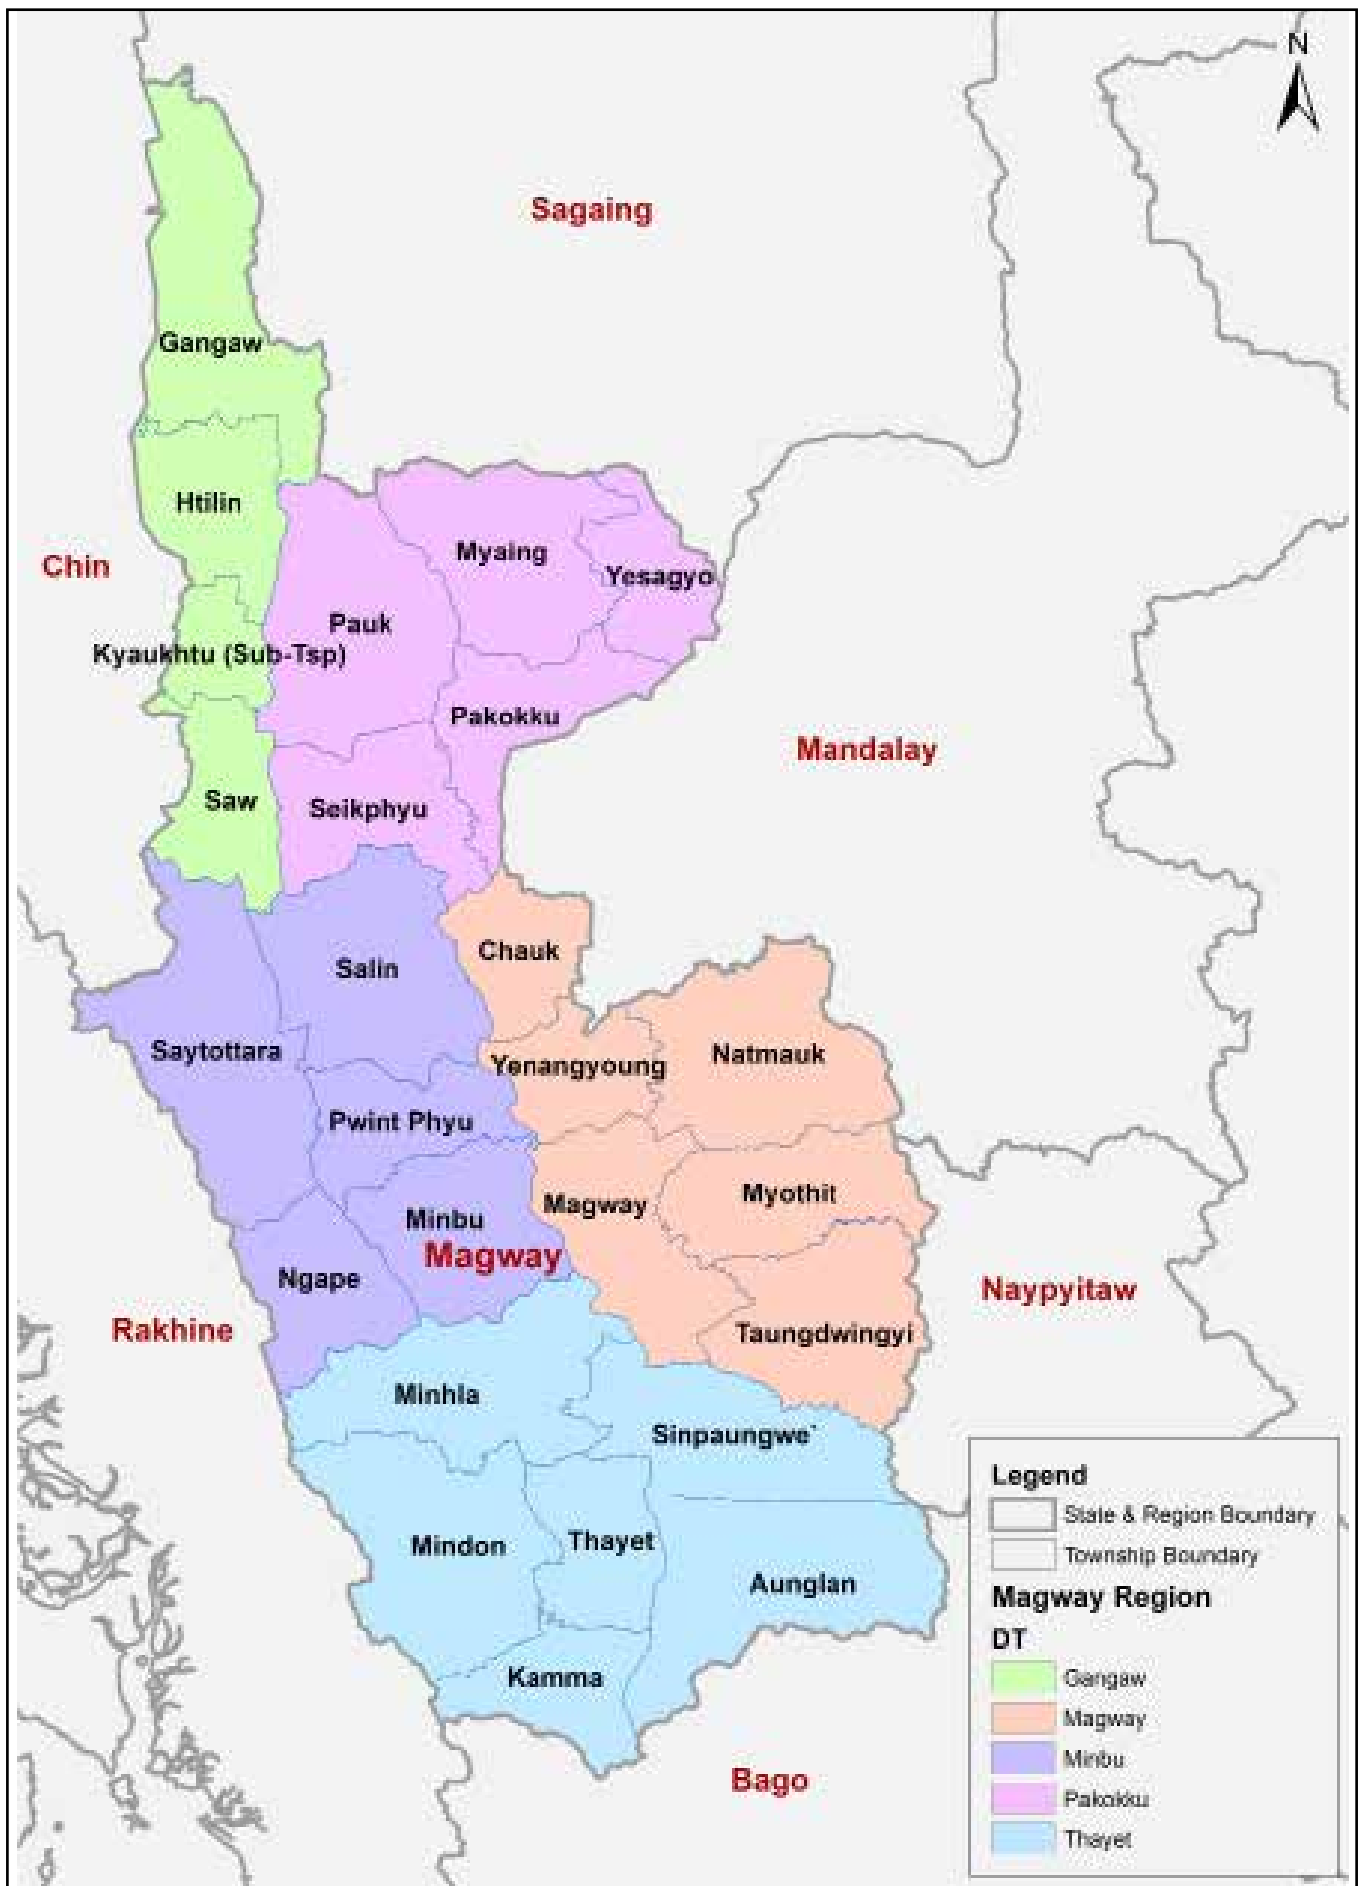 N
Sagaing
Gangaw
Htilin
Myaing
Chin
Yesagyo
Pauk
Kyaukhtu (Sub-Tsp)
Pakokku
Mandalay
Saw
Seikphyu
Chauk
Salin
Saytottara
Natmauk
Yenangyoung
Pwint Phyu
Myothit
Magway
Minbu
Magway
Ngape
Naypyitaw
Rakhine
Taungdwingyi
Minhla
Sinpaungwe`
Mindon
Thayet
Aunglan
Kamma
Bago
Legend
State & Region Boundary
Township Boundary
Magway Region
DT
Gangaw
Magway
Minbu
Pakokku
Thayet